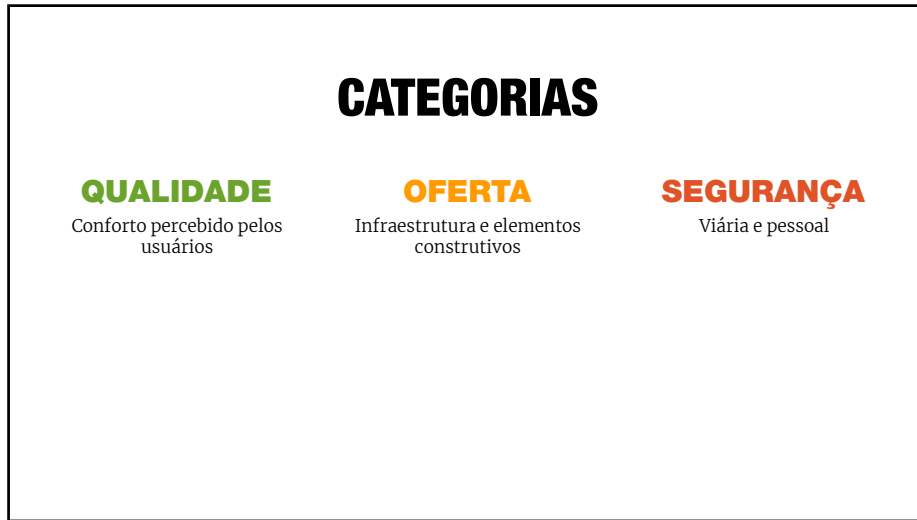 CATEGORIAS
QUALIDADE
Conforto percebido pelos
usuários
OFERTA
Infraestrutura e elementos
construtivos
SEGURANÇA
Viária e pessoal